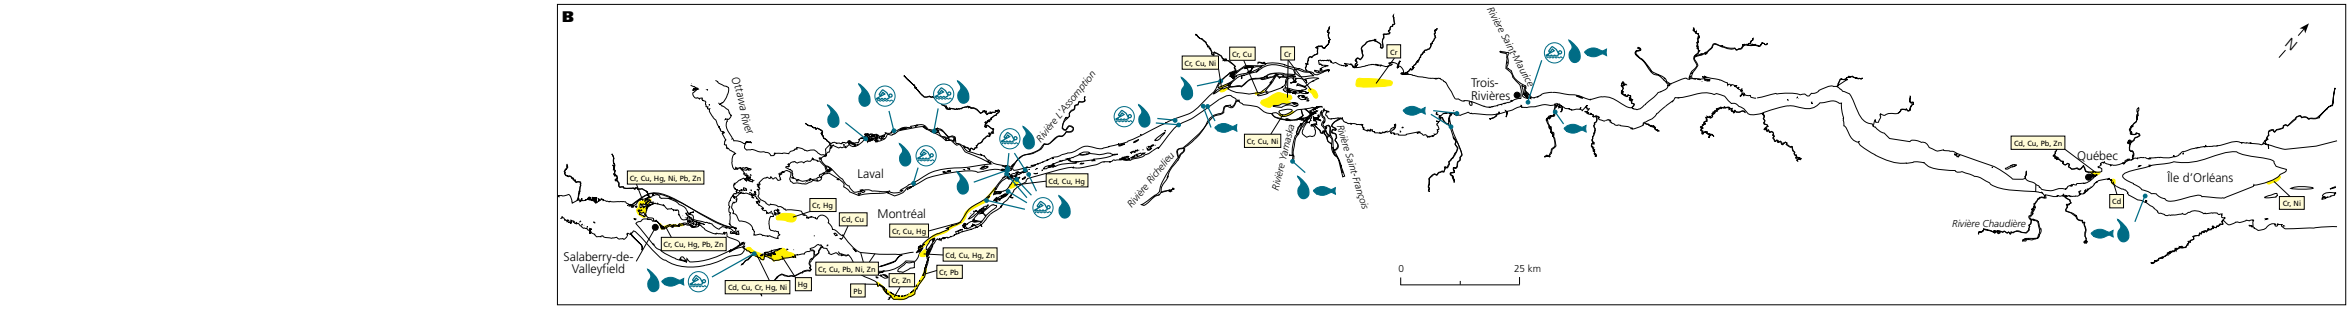 B
Ottawa River
Cr, Cu, Hg, Ni, Pb, Zn
Cr, Cu, Hg, Pb, Zn
Salaberry-de-
Valleyfield
Cr, Hg
Cd, Cu
Cd, Cu, Cr, Hg, Ni
Hg
Cr, Cu, Pb, Ni, Zn
Pb
Cr, Zn
Cr, Pb
Cd, Cu, Hg, Zn
Cr, Cu, Hg
Montréal
Laval
Cd, Cu, Hg
Rivière L'Assomption
Rivière Richelieu
Cr, Cu, Ni
Cr, Cu
Cr
Cr
Cr, Cu, Ni
Rivière Yamaska
Rivière Saint-François
Trois-
Rivières
Rivière Saint-Maurice
0
25 km
Rivière Chaudière
Cd, Cu, Pb, Zn
Québec
Cd
Île d'Orléans
Cr, Ni
N